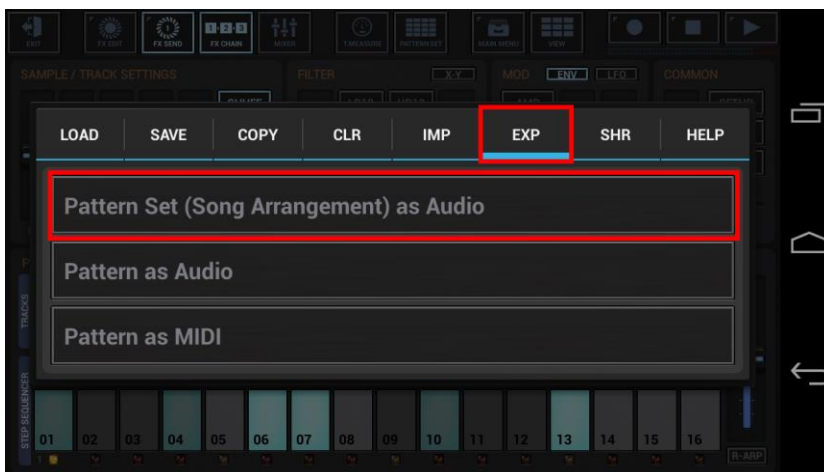 EXIT FX EDIT FX SEND FX CHAIN MIXER T.MEASURE PATTERN SET MAIN MENU VIEW
SAMPLE / TRACK SETTINGS FILTER X-Y MOD ENV LFO COMMON
LOAD SAVE COPY CLR IMP EXP SHR HELP
Pattern Set (Song Arrangement) as Audio
Pattern as Audio
Pattern as MIDI
TRACKS
STEP SEQUENCER
01 02 03 04 05 06 07 08 09 10 11 12 13 14 15 16
R-ARP